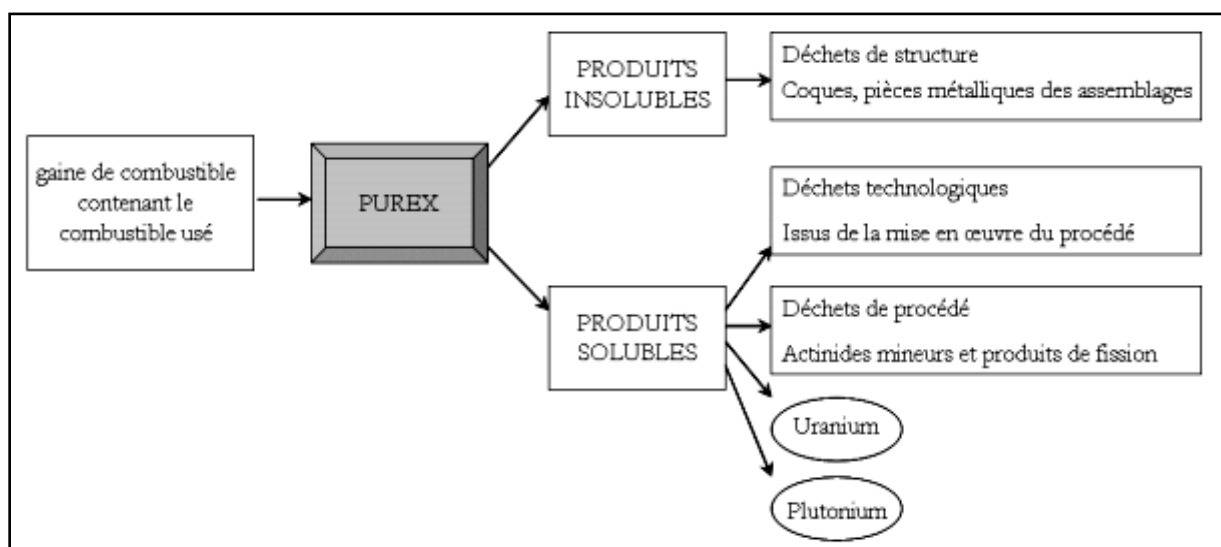 gaine de combustible
contenant le
combustible usé
PUREX
PRODUITS
INSOLUBLES
Déchets de structure
Coques, pièces métalliques des assemblages
PRODUITS
SOLUBLES
Déchets technologiques
Issus de la mise en œuvre du procédé
Déchets de procédé
Actinides mineurs et produits de fission
Uranium
Plutonium